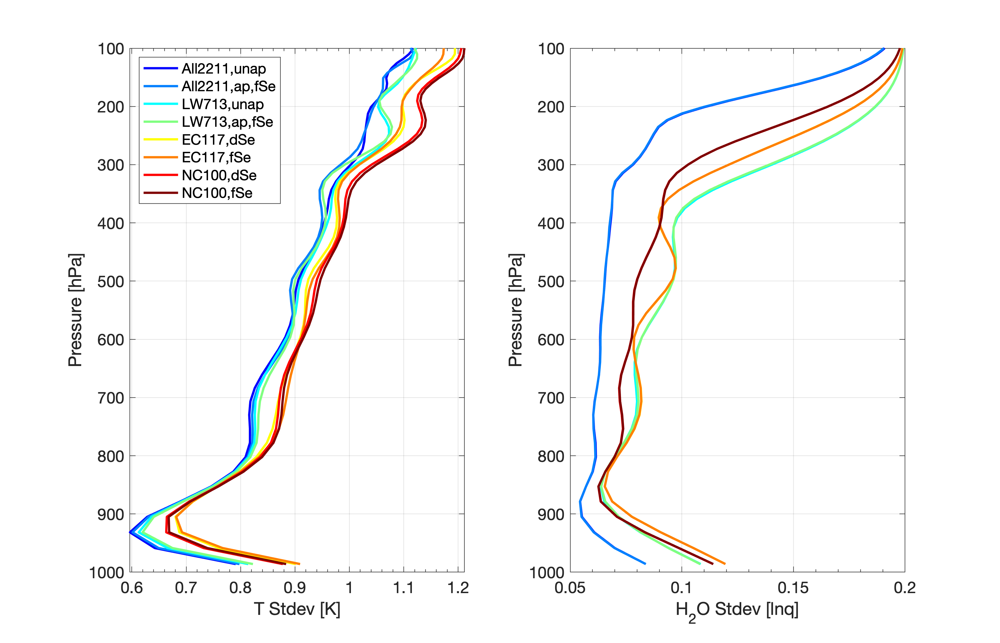 100
200
300
400
500
600
700
800
900
1000
Pressure [hPa]
All2211,unap
All2211,ap,fSe
LW713,unap
LW713,ap,fSe
EC117,dSe
EC117,fSe
NC100,dSe
NC100,fSe
0.6 0.7 0.8 0.9 1 1.1 1.2
T Stdev [K]
100
200
300
400
500
600
700
800
900
1000
Pressure [hPa]
0.05 0.1 0.15 0.2
H₂O Stdev [lnq]